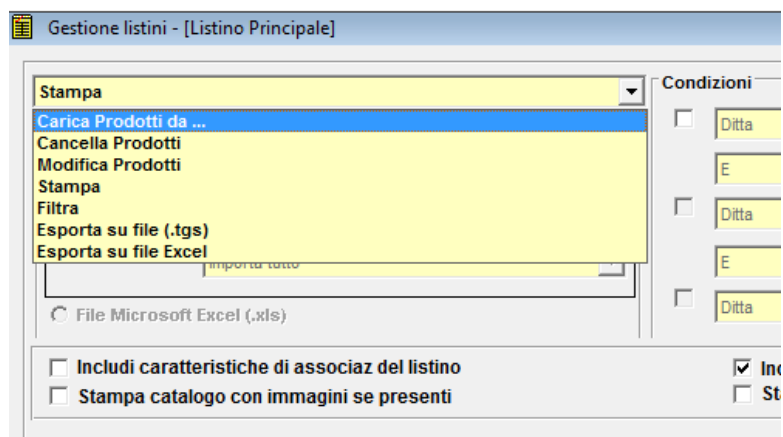 Gestione listini - [Listino Principale]
Stampa
Condizioni
Carica Prodotti da ...
Cancella Prodotti
Modifica Prodotti
Stampa
Filtra
Esporta su file (.tgs)
Esporta su file Excel
Importa tutto
File Microsoft Excel (.xls)
Ditta
E
Ditta
E
Ditta
Includi caratteristiche di associaz del listino
Stampa catalogo con immagini se presenti